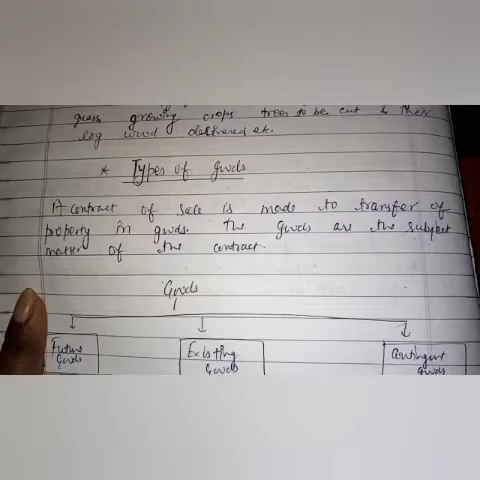 grass growing crops trees to be cut & their
log wood delivered etc.
* Types of goods
A contract of sale is made to transfer of
property in goods. The goods are the subject
matter of the contract.
Goods
Future Existing Contingent
Goods Goods Goods